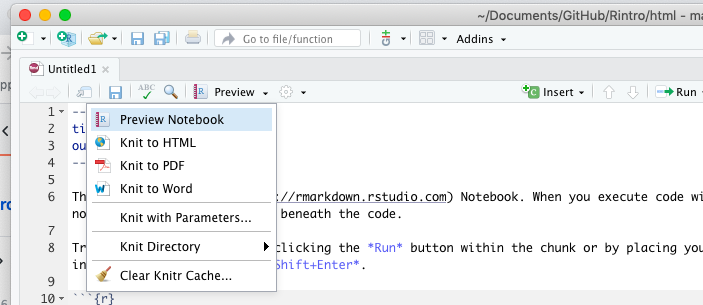 ~/Documents/GitHub/Rintro/html - ma
Go to file/function
Addins
Untitled1
ABC
Preview
Insert
Run
1 --
2 ti
3 ou
4 --
5
6 Th ://rmarkdown.rstudio.com) Notebook. When you execute code wi
no beneath the code.
7
8 Tr clicking the *Run* button within the chunk or by placing you
in Shift+Enter*.
9
10 ```{r}
Preview Notebook
Knit to HTML
Knit to PDF
Knit to Word
Knit with Parameters...
Knit Directory
Clear Knitr Cache...